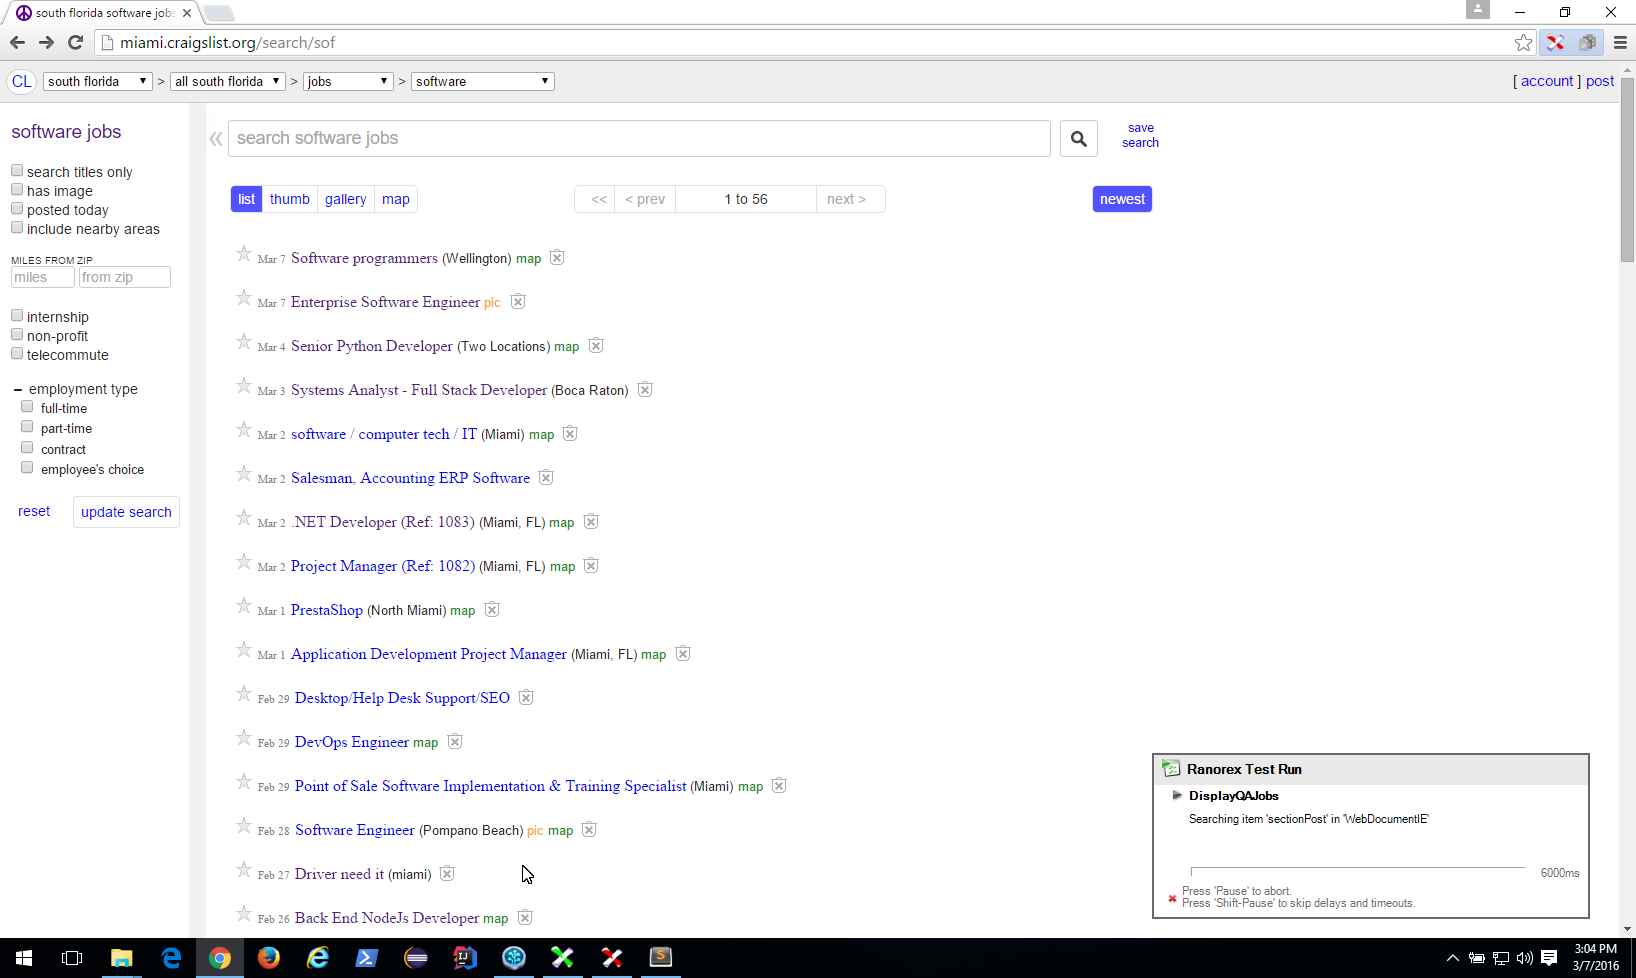 south florida software jobs
miami.craigslist.org/search/sof
CL south florida > all south florida > jobs > software [ account ] post
software jobs
search titles only
has image
posted today
include nearby areas
MILES FROM ZIP
miles from zip
internship
non-profit
telecommute
employment type
full-time
part-time
contract
employee's choice
reset update search
« search software jobs save search
list thumb gallery map << < prev 1 to 56 next > newest
Mar 7 Software programmers (Wellington) map
Mar 7 Enterprise Software Engineer pic
Mar 4 Senior Python Developer (Two Locations) map
Mar 3 Systems Analyst - Full Stack Developer (Boca Raton)
Mar 2 software / computer tech / IT (Miami) map
Mar 2 Salesman, Accounting ERP Software
Mar 2 .NET Developer (Ref: 1083) (Miami, FL) map
Mar 2 Project Manager (Ref: 1082) (Miami, FL) map
Mar 1 PrestaShop (North Miami) map
Mar 1 Application Development Project Manager (Miami, FL) map
Feb 29 Desktop/Help Desk Support/SEO
Feb 29 DevOps Engineer map
Feb 29 Point of Sale Software Implementation & Training Specialist (Miami) map
Feb 28 Software Engineer (Pompano Beach) pic map
Feb 27 Driver need it (miami)
Feb 26 Back End NodeJs Developer map
Ranorex Test Run
DisplayQAJobs
Searching item 'sectionPost' in 'WebDocumentIE'
6000ms
Press 'Pause' to abort.
Press 'Shift-Pause' to skip delays and timeouts.
3:04 PM
3/7/2016